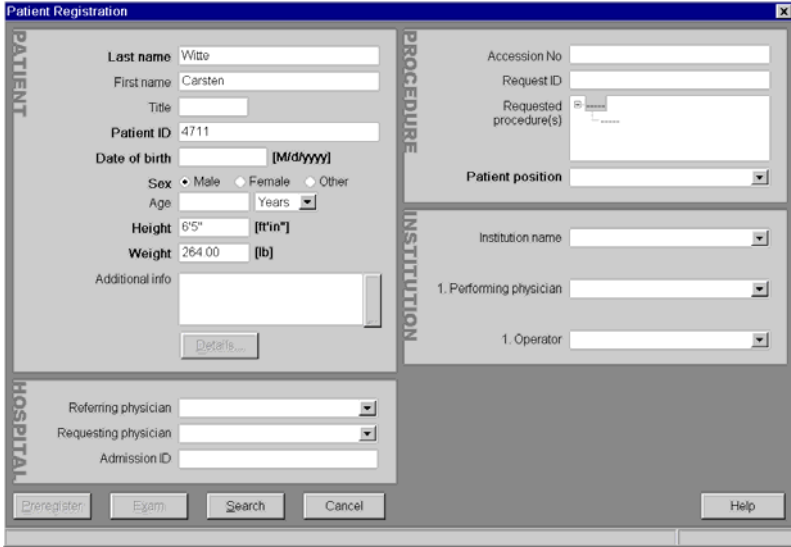 Patient Registration
PATIENT
Last name Witte
First name Carsten
Title
Patient ID 4711
Date of birth [M/d/yyyy]
Sex Male Female Other
Age Years
Height 6'5" [ft'in"]
Weight 264.00 [lb]
Additional info
Details...
HOSPITAL
Referring physician
Requesting physician
Admission ID
PROCEDURE
Accession No
Request ID
Requested
procedure(s)
Patient position
INSTITUTION
Institution name
1. Performing physician
1. Operator
Preregister Exam Search Cancel Help